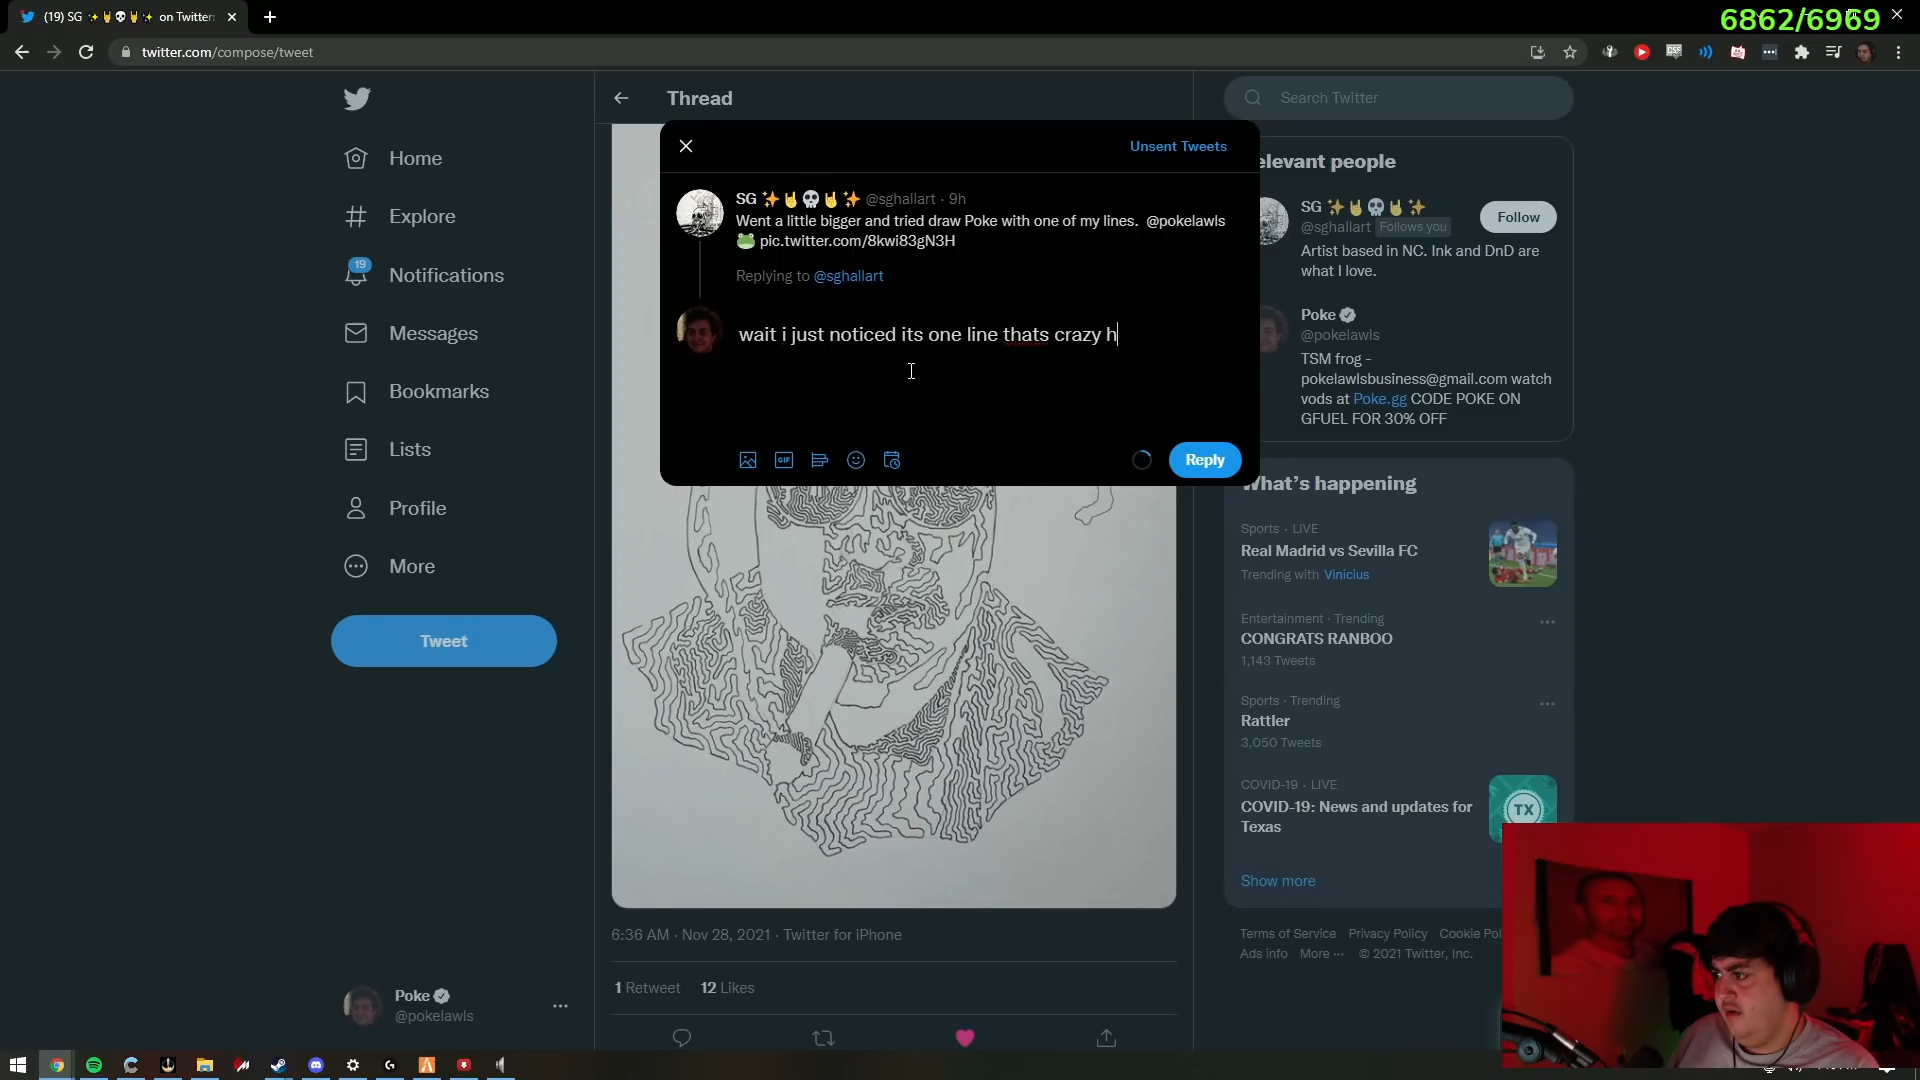 (19) SG ✨🤘💀🤘✨ on Twitter:
6862/6969
twitter.com/compose/tweet
Thread
Search Twitter
Home
Explore
19
Notifications
Messages
Bookmarks
Lists
Profile
More
Tweet
Poke
@pokelawls
Unsent Tweets
SG ✨🤘💀🤘✨ @sghallart · 9h
Went a little bigger and tried draw Poke with one of my lines. @pokelawls
🐸 pic.twitter.com/8kwi83gN3H
Replying to @sghallart
wait i just noticed its one line thats crazy h
GIF
Reply
6:36 AM · Nov 28, 2021 · Twitter for iPhone
1 Retweet 12 Likes
elevant people
SG ✨🤘💀🤘✨
@sghallart Follows you
Follow
Artist based in NC. Ink and DnD are
what I love.
Poke
@pokelawls
TSM frog -
pokelawlsbusiness@gmail.com watch
vods at Poke.gg CODE POKE ON
GFUEL FOR 30% OFF
What's happening
Sports · LIVE
Real Madrid vs Sevilla FC
Trending with Vinicius
Entertainment · Trending
CONGRATS RANBOO
1,143 Tweets
Sports · Trending
Rattler
3,050 Tweets
COVID-19 · LIVE
COVID-19: News and updates for
Texas
TX
Show more
Terms of Service Privacy Policy Cookie Pol
Ads info More ··· © 2021 Twitter, Inc.